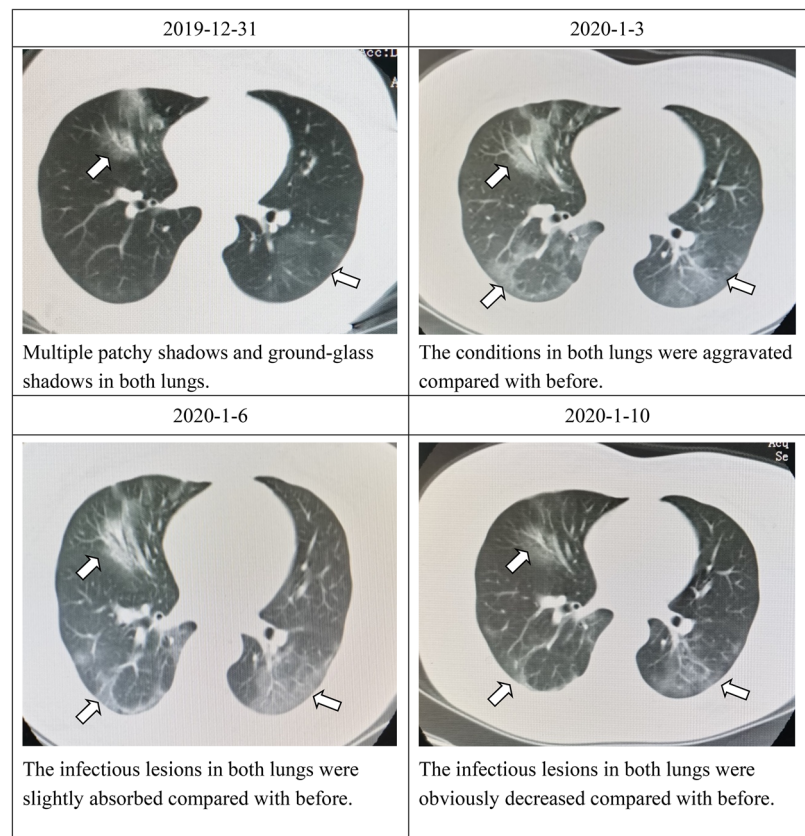 2019-12-31
2020-1-3
Multiple patchy shadows and ground-glass
shadows in both lungs.
The conditions in both lungs were aggravated
compared with before.
2020-1-6
2020-1-10
Acq
Se
The infectious lesions in both lungs were
slightly absorbed compared with before.
The infectious lesions in both lungs were
obviously decreased compared with before.